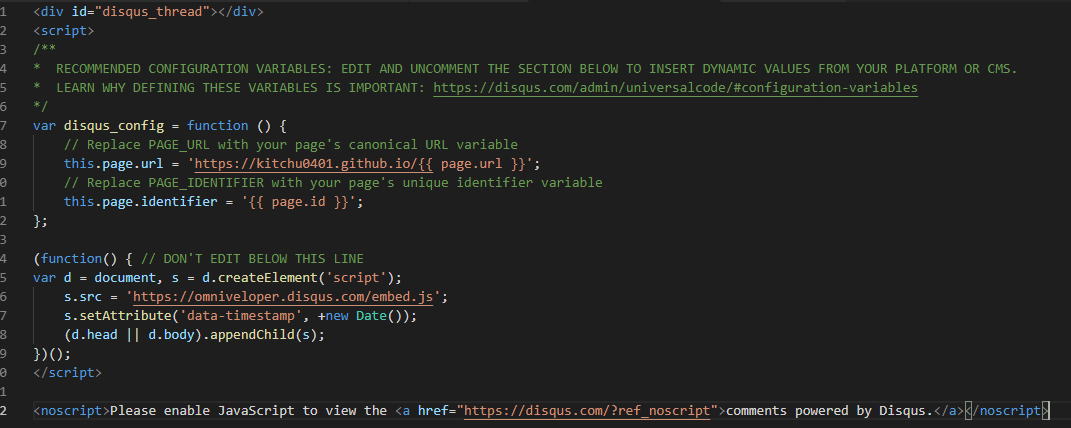 1 <div id="disqus_thread"></div>
2 <script>
3 /**
4 *  RECOMMENDED CONFIGURATION VARIABLES: EDIT AND UNCOMMENT THE SECTION BELOW TO INSERT DYNAMIC VALUES FROM YOUR PLATFORM OR CMS.
5 *  LEARN WHY DEFINING THESE VARIABLES IS IMPORTANT: https://disqus.com/admin/universalcode/#configuration-variables
6 */
7 var disqus_config = function () {
8     // Replace PAGE_URL with your page's canonical URL variable
9     this.page.url = 'https://kitchu0401.github.io/{{ page.url }}';
0     // Replace PAGE_IDENTIFIER with your page's unique identifier variable
1     this.page.identifier = '{{ page.id }}';
2 };
3
4 (function() { // DON'T EDIT BELOW THIS LINE
5 var d = document, s = d.createElement('script');
6     s.src = 'https://omniveloper.disqus.com/embed.js';
7     s.setAttribute('data-timestamp', +new Date());
8     (d.head || d.body).appendChild(s);
9 })();
0 </script>
1
2 <noscript>Please enable JavaScript to view the <a href="https://disqus.com/?ref_noscript">comments powered by Disqus.</a></noscript>